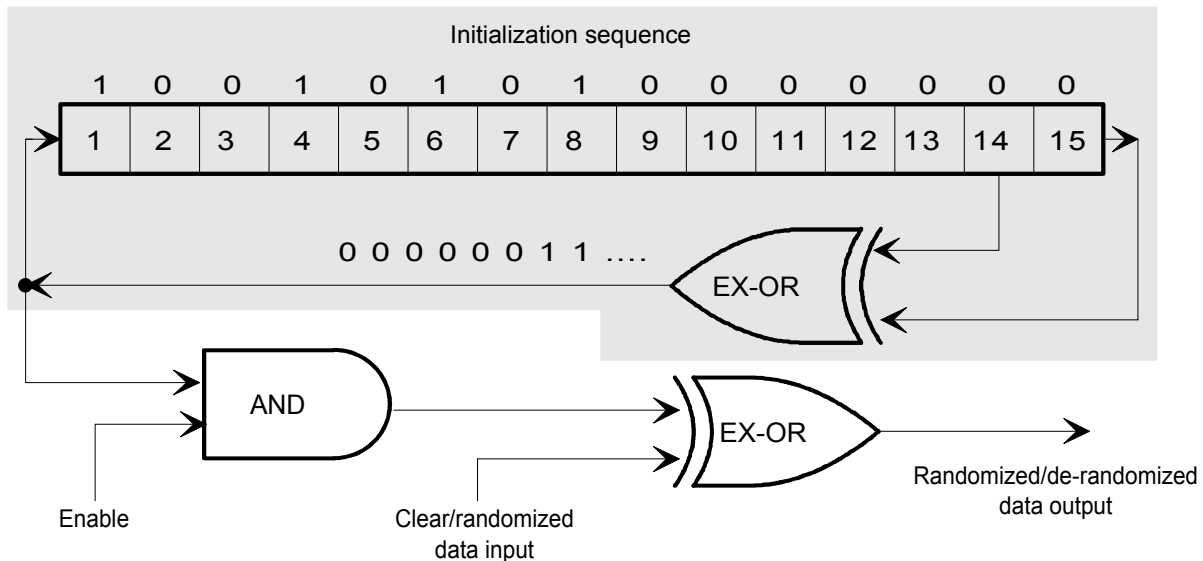 Initialization sequence
1 0 0 1 0 1 0 1 0 0 0 0 0 0 0
1 2 3 4 5 6 7 8 9 10 11 12 13 14 15
0 0 0 0 0 0 1 1 ....
EX-OR
AND
EX-OR
Enable
Clear/randomized
data input
Randomized/de-randomized
data output